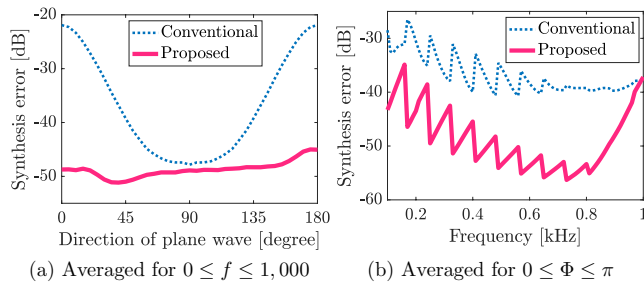 -20
-30
-40
-50
Synthesis error [dB]
Conventional
Proposed
0 45 90 135 180
Direction of plane wave [degree]
(a) Averaged for 0 ≤ f ≤ 1,000
-30
-40
-50
-60
Synthesis error [dB]
Conventional
Proposed
0.2 0.4 0.6 0.8 1
Frequency [kHz]
(b) Averaged for 0 ≤ Φ ≤ π